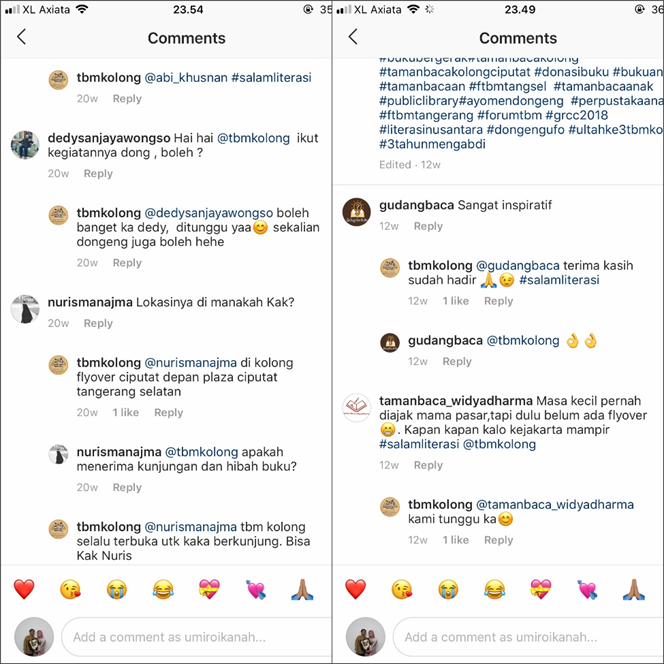 XL Axiata 23.54 35
Comments
tbmkolong @abi_khusnan #salamliterasi
20w Reply
dedysanjayawongso Hai hai @tbmkolong ikut
kegiatannya dong , boleh ?
20w Reply
tbmkolong @dedysanjayawongso boleh
banget ka dedy, ditunggu yaa😊 sekalian
dongeng juga boleh hehe
20w Reply
nurismanajma Lokasinya di manakah Kak?
20w Reply
tbmkolong @nurismanajma di kolong
flyover ciputat depan plaza ciputat
tangerang selatan
20w 1 like Reply
nurismanajma @tbmkolong apakah
menerima kunjungan dan hibah buku?
20w Reply
tbmkolong @nurismanajma tbm kolong
selalu terbuka utk kaka berkunjung. Bisa
Kak Nuris
Add a comment as umiroikanah...
XL Axiata 23.49 36
Comments
#bukubergerak#tamanbacakolong
#tamanbacakolongciputat #donasibuku #bukuan
#tamanbacaan #ftbmtangsel #tamanbacaanak
#publiclibrary#ayomendongeng #perpustakaana
#ftbmtangerang #forumtbm #grcc2018
#literasinusantara #dongengufo #ultahke3tbmko
#3tahunmengabdi
Edited · 12w
gudangbaca Sangat inspiratif
12w Reply
tbmkolong @gudangbaca terima kasih
sudah hadir 🙏😉 #salamliterasi
12w 1 like Reply
gudangbaca @tbmkolong 👌👌
12w Reply
tamanbaca_widyadharma Masa kecil pernah
diajak mama pasar,tapi dulu belum ada flyover
😁. Kapan kapan kalo kejakarta mampir
#salamliterasi @tbmkolong
12w Reply
tbmkolong @tamanbaca_widyadharma
kami tunggu ka😊
12w 1 like Reply
Add a comment as umiroikanah...